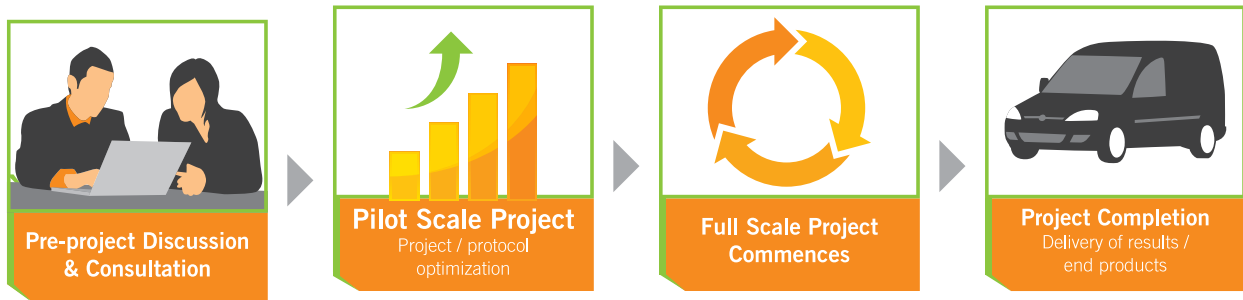 Pre-project Discussion
& Consultation
Pilot Scale Project
Project / protocol
optimization
Full Scale Project
Commences
Project Completion
Delivery of results /
end products